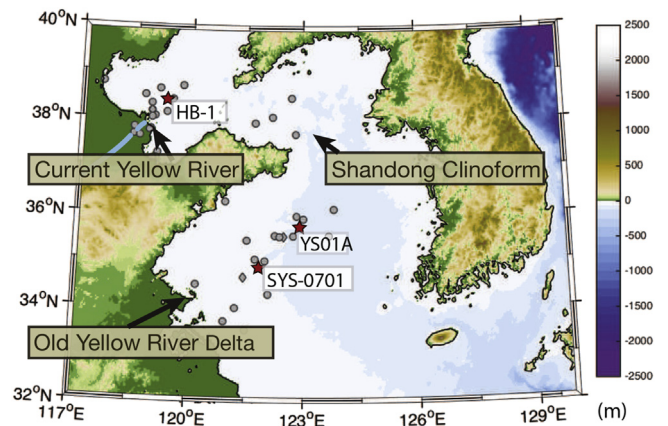 40°N
38°N
36°N
34°N
32°N
117°E
120°E
123°E
126°E
129°E
HB-1
Current Yellow River
Shandong Clinoform
YS01A
SYS-0701
Old Yellow River Delta
2500
2000
1500
1000
500
0
-500
-1000
-1500
-2000
-2500
(m)